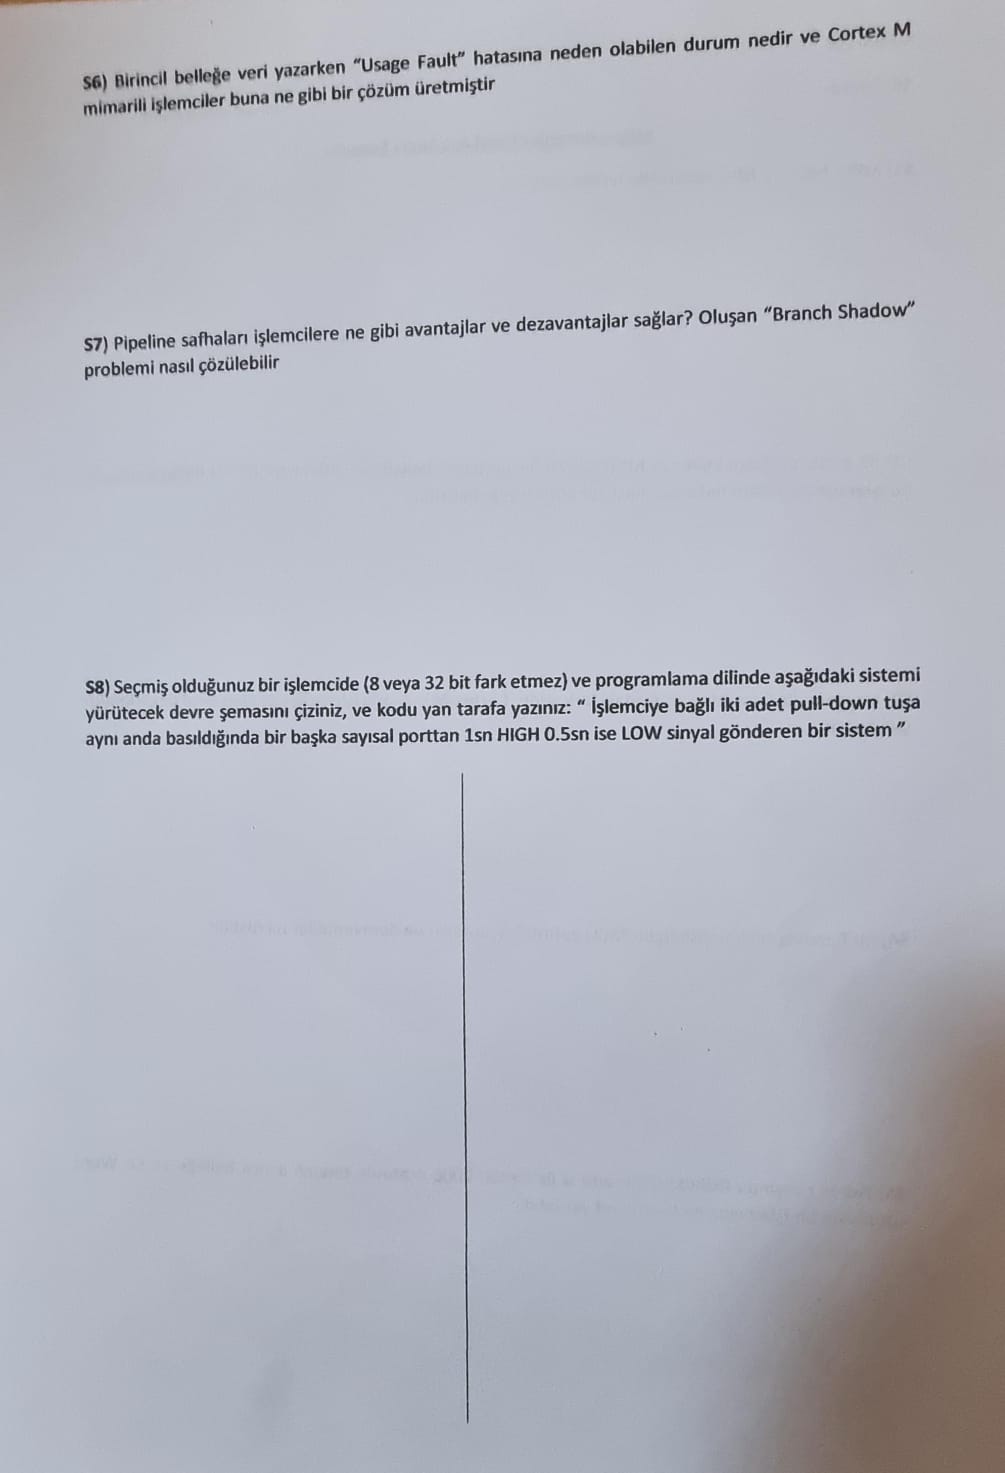 S6) Birincil belleğe veri yazarken “Usage Fault” hatasına neden olabilen durum nedir ve Cortex M
mimarili işlemciler buna ne gibi bir çözüm üretmiştir
S7) Pipeline safhaları işlemcilere ne gibi avantajlar ve dezavantajlar sağlar? Oluşan “Branch Shadow”
problemi nasıl çözülebilir
S8) Seçmiş olduğunuz bir işlemcide (8 veya 32 bit fark etmez) ve programlama dilinde aşağıdaki sistemi
yürütecek devre şemasını çiziniz, ve kodu yan tarafa yazınız: “ İşlemciye bağlı iki adet pull-down tuşa
aynı anda basıldığında bir başka sayısal porttan 1sn HIGH 0.5sn ise LOW sinyal gönderen bir sistem ”